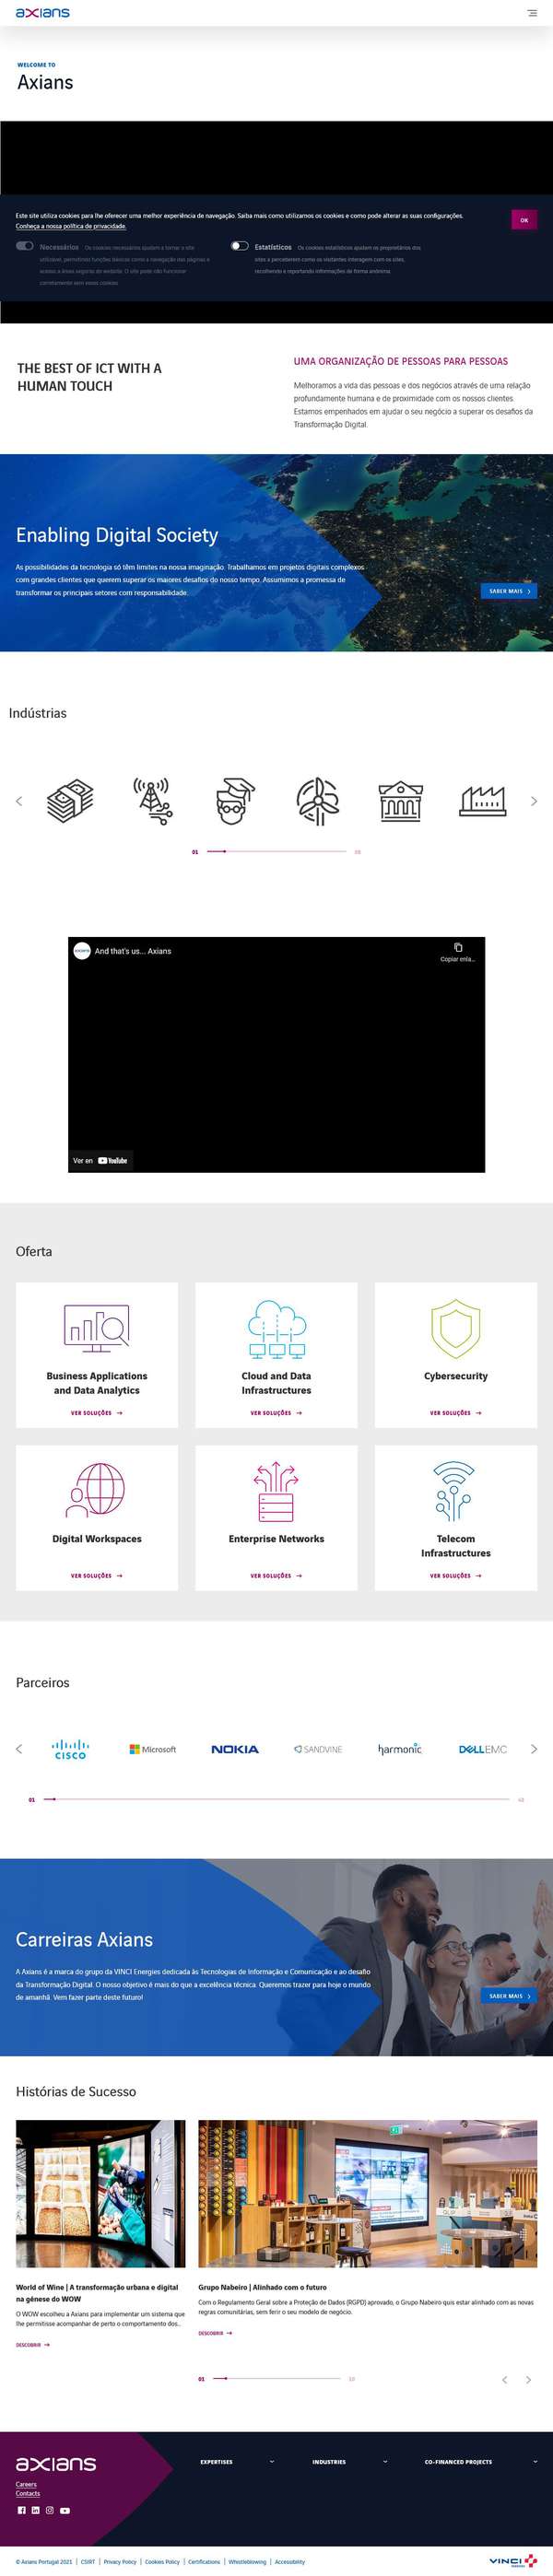 axians
WELCOME TO
Axians
Este site utiliza cookies para lhe oferecer uma melhor experiência de navegação. Saiba mais como utilizamos os cookies e como pode alterar as suas configurações.
Conheça a nossa política de privacidade.
OK
Necessários Os cookies necessários ajudam a tornar o site
utilizável, permitindo funções básicas como a navegação das páginas e
acesso a áreas seguras do website. O site pode não funcionar
corretamente sem esses cookies.
Estatísticos Os cookies estatísticos ajudam os proprietários dos
sites a perceberem como os visitantes interagem com os sites,
recolhendo e reportando informações de forma anónima.
THE BEST OF ICT WITH A
HUMAN TOUCH
UMA ORGANIZAÇÃO DE PESSOAS PARA PESSOAS
Melhoramos a vida das pessoas e dos negócios através de uma relação
profundamente humana e de proximidade com os nossos clientes.
Estamos empenhados em ajudar o seu negócio a superar os desafios da
Transformação Digital.
Enabling Digital Society
As possibilidades da tecnologia só têm limites na nossa imaginação. Trabalhamos em projetos digitais complexos
com grandes clientes que querem superar os maiores desafios do nosso tempo. Assumimos a promessa de
transformar os principais setores com responsabilidade.
SABER MAIS
Indústrias
01
And that's us... Axians
Copiar enla...
Ver en YouTube
Oferta
Business Applications
and Data Analytics
VER SOLUÇÕES
Cloud and Data
Infrastructures
VER SOLUÇÕES
Cybersecurity
VER SOLUÇÕES
Digital Workspaces
VER SOLUÇÕES
Enterprise Networks
VER SOLUÇÕES
Telecom
Infrastructures
VER SOLUÇÕES
Parceiros
CISCO
Microsoft
NOKIA
SANDVINE
harmonic
DELLEMC
01
Carreiras Axians
A Axians é a marca do grupo da VINCI Energies dedicada às Tecnologias de Informação e Comunicação e ao desafio
da Transformação Digital. O nosso objetivo é mais do que a excelência técnica. Queremos trazer para hoje o mundo
de amanhã. Vem fazer parte deste futuro!
SABER MAIS
Histórias de Sucesso
World of Wine | A transformação urbana e digital
na génese do WOW
O WOW escolheu a Axians para implementar um sistema que
lhe permitisse acompanhar de perto o comportamento dos...
DESCOBRIR
Grupo Nabeiro | Alinhado com o futuro
Com o Regulamento Geral sobre a Proteção de Dados (RGPD) aprovado, o Grupo Nabeiro quis estar alinhado com as novas
regras comunitárias, sem ferir o seu modelo de negócio.
DESCOBRIR
01
10
axians
EXPERTISES
INDUSTRIES
CO-FINANCED PROJECTS
Careers
Contacts
© Axians Portugal 2021 | CSIRT | Privacy Policy | Cookies Policy | Certifications | Whistleblowing | Accessibility
VINCI